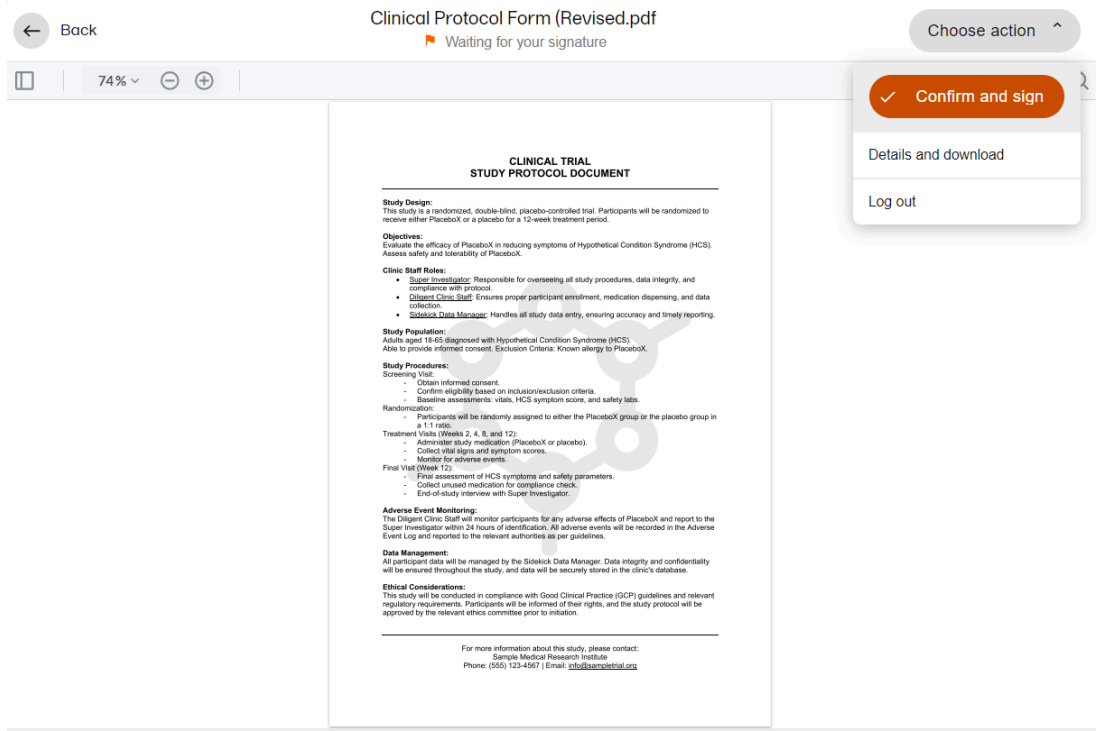 Back
Clinical Protocol Form (Revised.pdf
Waiting for your signature
Choose action
74%
Confirm and sign
Details and download
Log out
CLINICAL TRIAL
STUDY PROTOCOL DOCUMENT
Study Design:
This study is a randomized, double-blind, placebo-controlled trial. Participants will be randomized to
receive either PlaceboX or a placebo for a 12-week treatment period.
Objectives:
Evaluate the efficacy of PlaceboX in reducing symptoms of Hypothetical Condition Syndrome (HCS).
Assess safety and tolerability of PlaceboX.
Clinic Staff Roles:
• Super Investigator: Responsible for overseeing all study procedures, data integrity, and
compliance with protocol.
• Diligent Clinic Staff: Ensures proper participant enrollment, medication dispensing, and data
collection.
• Sidekick Data Manager: Handles all study data entry, ensuring accuracy and timely reporting.
Study Population:
Adults aged 18-65 diagnosed with Hypothetical Condition Syndrome (HCS).
Able to provide informed consent. Exclusion Criteria: Known allergy to PlaceboX.
Study Procedures:
Screening Visit:
- Obtain informed consent.
- Confirm eligibility based on inclusion/exclusion criteria.
- Baseline assessments: vitals, HCS symptom score, and safety labs.
Randomization:
- Participants will be randomly assigned to either the PlaceboX group or the placebo group in
a 1:1 ratio.
Treatment Visits (Weeks 2, 4, 8, and 12):
- Administer study medication (PlaceboX or placebo).
- Collect vital signs and symptom scores.
- Monitor for adverse events.
Final Visit (Week 12):
- Final assessment of HCS symptoms and safety parameters.
- Collect unused medication for compliance check.
- End-of-study interview with Super Investigator.
Adverse Event Monitoring:
The Diligent Clinic Staff will monitor participants for any adverse effects of PlaceboX and report to the
Super Investigator within 24 hours of identification. All adverse events will be recorded in the Adverse
Event Log and reported to the relevant authorities as per guidelines.
Data Management:
All participant data will be managed by the Sidekick Data Manager. Data integrity and confidentiality
will be ensured throughout the study, and data will be securely stored in the clinic's database.
Ethical Considerations:
This study will be conducted in compliance with Good Clinical Practice (GCP) guidelines and relevant
regulatory requirements. Participants will be informed of their rights, and the study protocol will be
approved by the relevant ethics committee prior to initiation.
For more information about this study, please contact:
Sample Medical Research Institute
Phone: (555) 123-4567 | Email: info@sampletrial.org